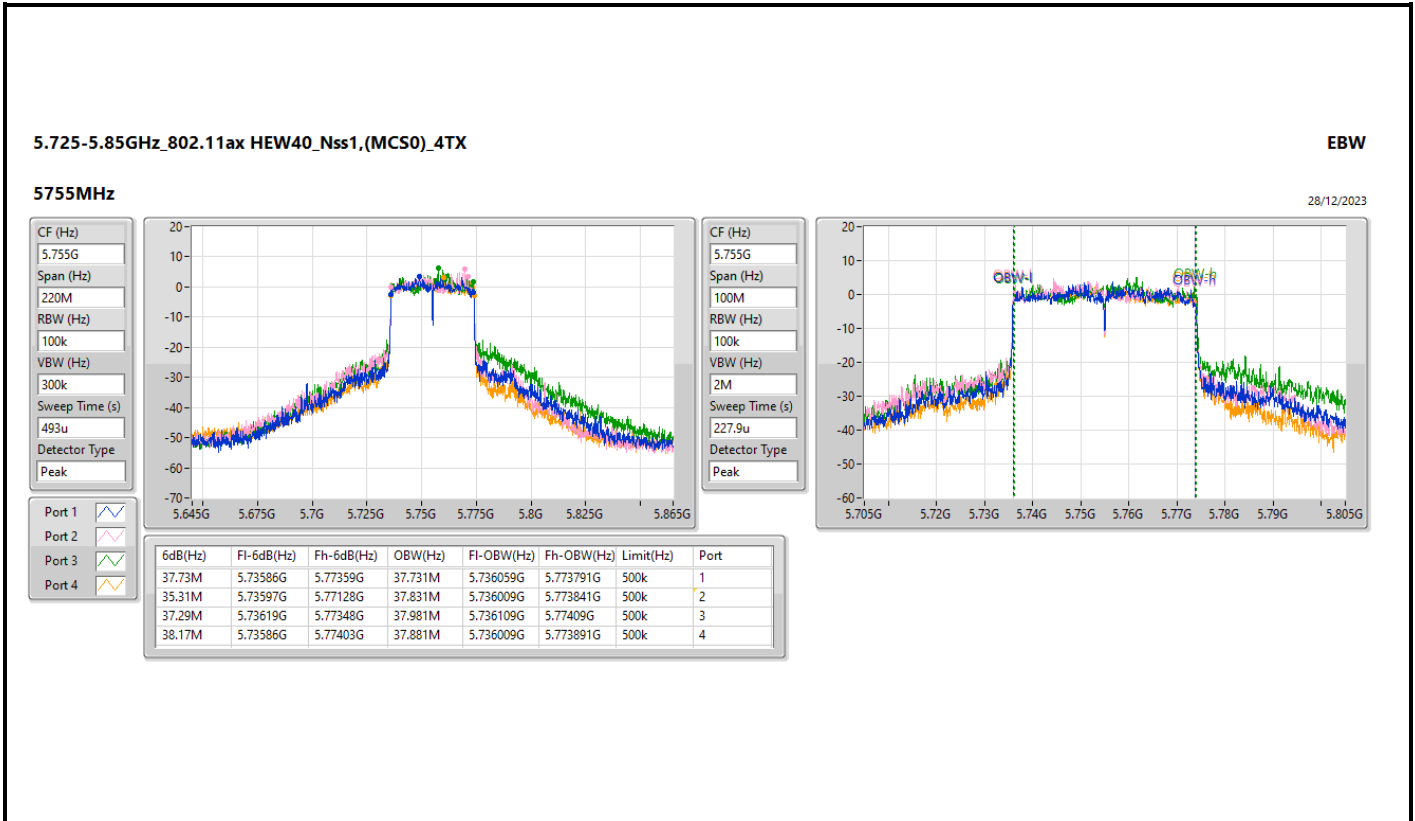 5.725-5.85GHz_802.11ax HEW40_Nss1,(MCS0)_4TX EBW
5755MHz
28/12/2023
CF (Hz)
5.755G
Span (Hz)
220M
RBW (Hz)
100k
VBW (Hz)
300k
Sweep Time (s)
493u
Detector Type
Peak
20
10
0
-10
-20
-30
-40
-50
-60
-70
5.645G 5.675G 5.7G 5.725G 5.75G 5.775G 5.8G 5.825G 5.865G
CF (Hz)
5.755G
Span (Hz)
100M
RBW (Hz)
100k
VBW (Hz)
2M
Sweep Time (s)
227.9u
Detector Type
Peak
20
10
0
-10
-20
-30
-40
-50
-60
OBW-l OBW-h
5.705G 5.72G 5.73G 5.74G 5.75G 5.76G 5.77G 5.78G 5.79G 5.805G
Port 1
Port 2
Port 3
Port 4
6dB(Hz) Fl-6dB(Hz) Fh-6dB(Hz) OBW(Hz) Fl-OBW(Hz) Fh-OBW(Hz) Limit(Hz) Port
37.73M 5.73586G 5.77359G 37.731M 5.736059G 5.773791G 500k 1
35.31M 5.73597G 5.77128G 37.831M 5.736009G 5.773841G 500k 2
37.29M 5.73619G 5.77348G 37.981M 5.736109G 5.77409G 500k 3
38.17M 5.73586G 5.77403G 37.881M 5.736009G 5.773891G 500k 4